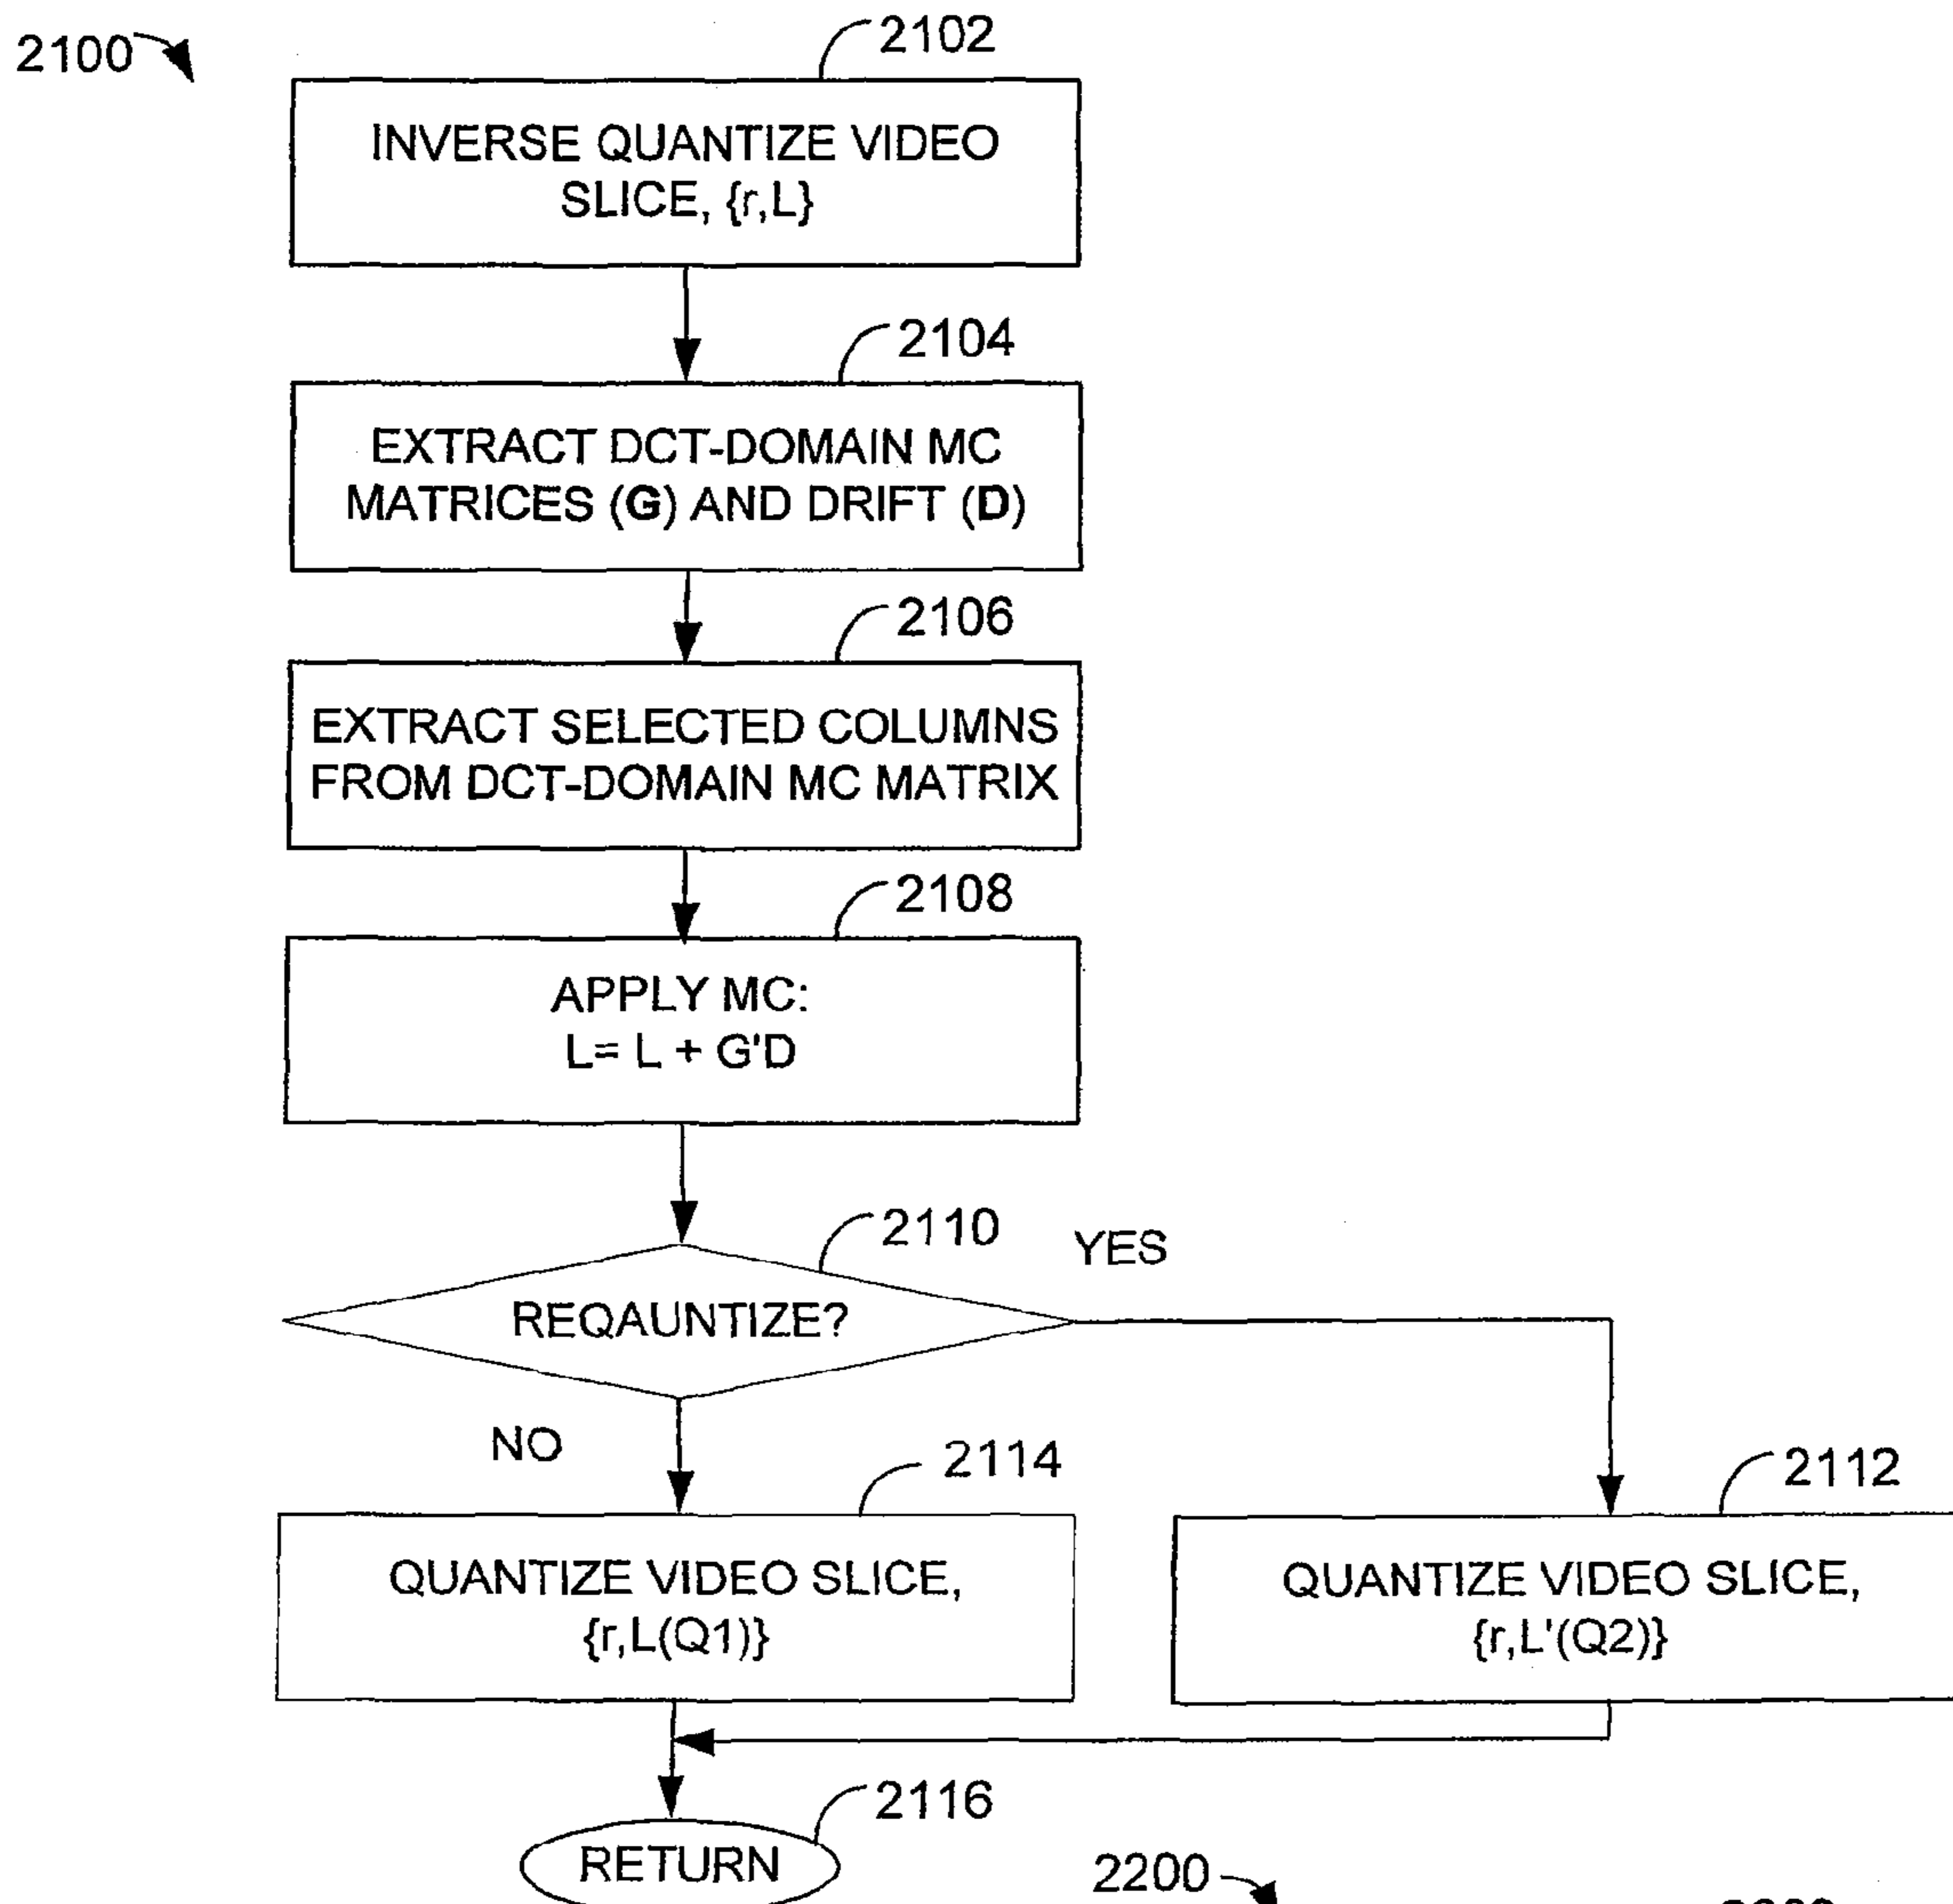 2100
2102
INVERSE QUANTIZE VIDEO
SLICE, {r,L}
2104
EXTRACT DCT-DOMAIN MC
MATRICES (G) AND DRIFT (D)
2106
EXTRACT SELECTED COLUMNS
FROM DCT-DOMAIN MC MATRIX
2108
APPLY MC:
L= L + G'D
2110
YES
REQAUNTIZE?
NO
2114
2112
QUANTIZE VIDEO SLICE,
{r,L(Q1)}
QUANTIZE VIDEO SLICE,
{r,L'(Q2)}
2116
RETURN
2200